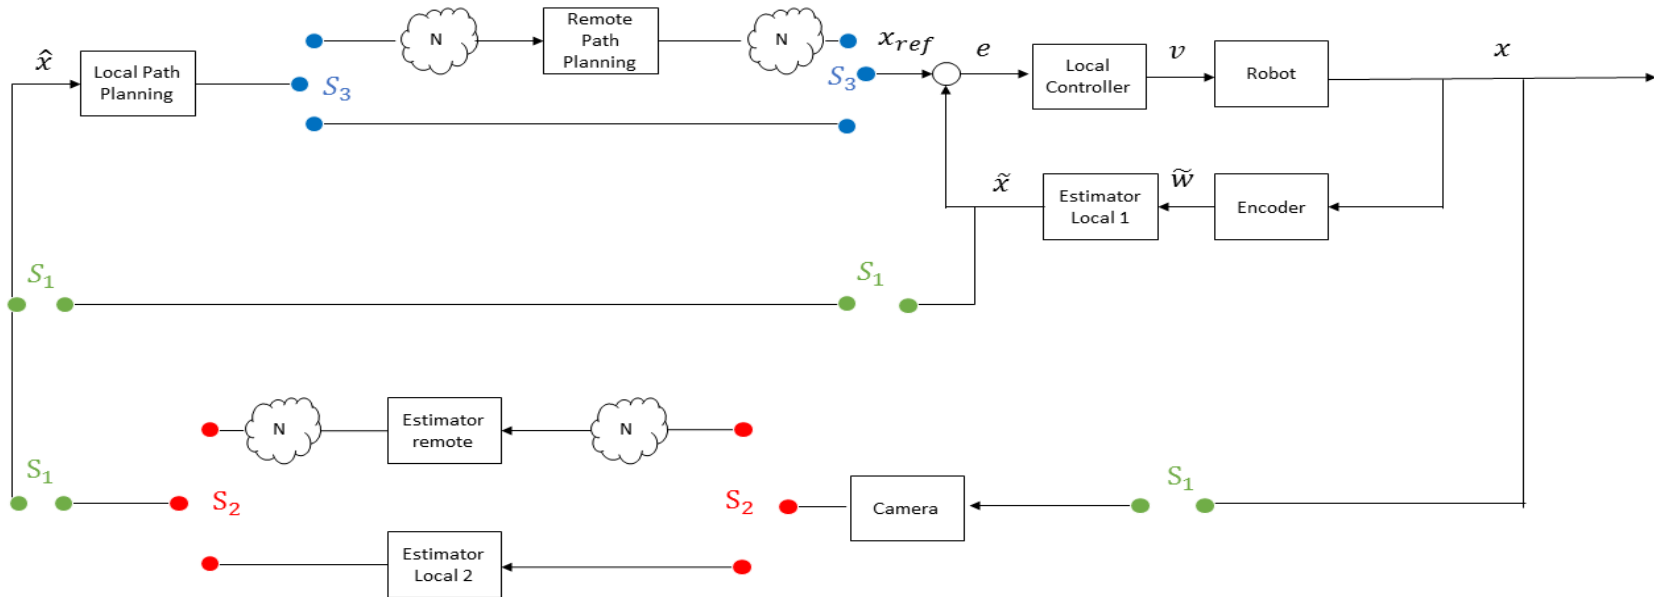 N
Remote
Path
Planning
N
x̂
Local Path
Planning
S₃
S₃
x_ref
e
Local
Controller
v
Robot
x
x̃
Estimator
Local 1
w̃
Encoder
S₁
S₁
N
Estimator
remote
N
S₁
S₂
S₂
Camera
S₁
Estimator
Local 2